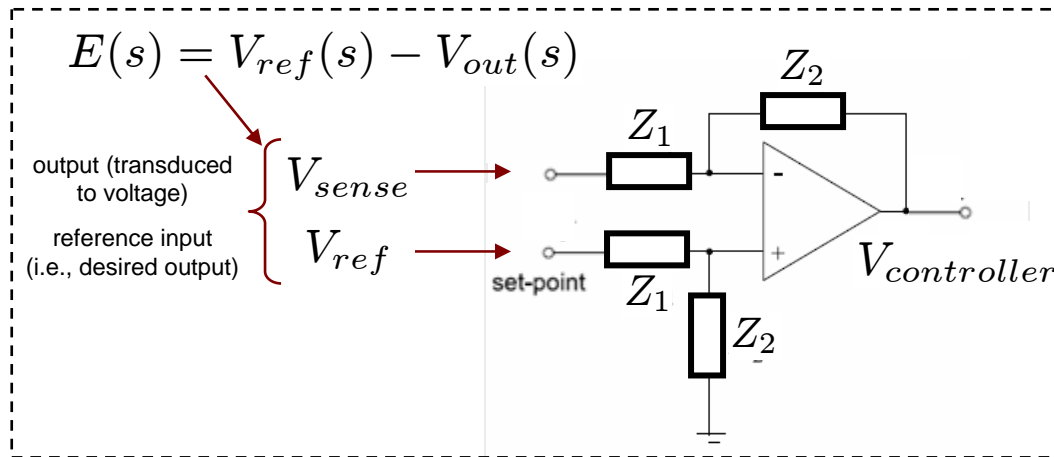 E(s) = V_ref(s) − V_out(s)
Z_2
Z_1
output (transduced
to voltage)
V_sense
-
reference input
(i.e., desired output)
V_ref
+
V_controller
set-point
Z_1
Z_2